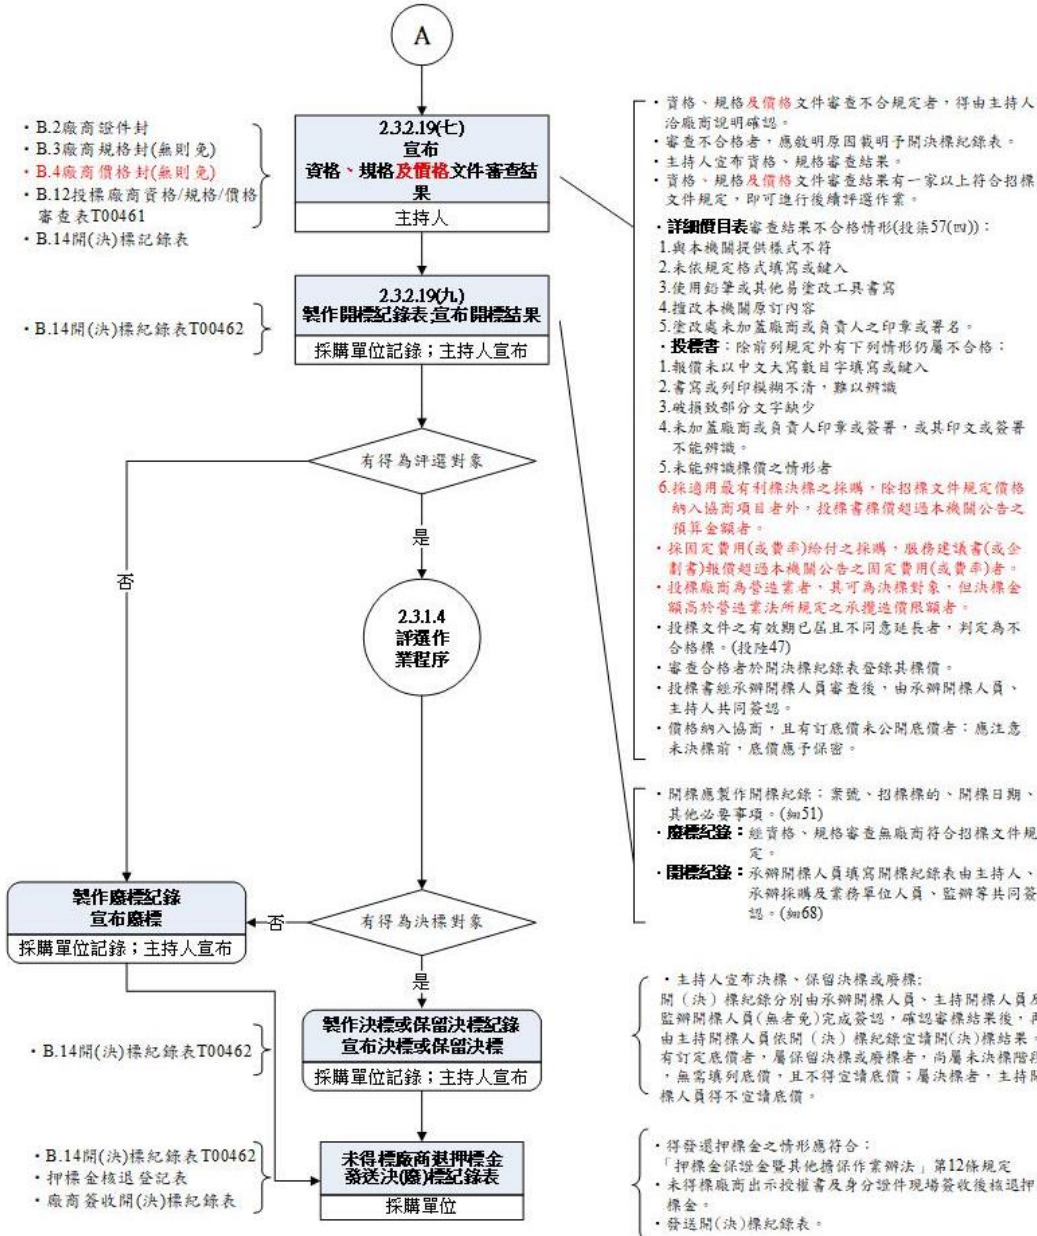 A
・B.2廠商證件封
・B.3廠商規格封(無則免)
・B.4廠商價格封(無則免)
・B.12投標廠商資格/規格/價格
審查表T00461
・B.14開(決)標記錄表
2.3.2.19(七)
宣布
資格、規格及價格文件審查結
果
主持人
・資格、規格及價格文件審查不合規定者，得由主持人
洽廠商說明確認。
・審查不合格者，應敘明原因載明予開決標紀錄表。
・主持人宣布資格、規格審查結果。
・資格、規格及價格文件審查結果有一家以上符合招標
文件規定，即可進行後續評選作業。
・詳細價目表審查結果不合格情形(投柒57(四))：
1.與本機關提供樣式不符
2.未依規定格式填寫或鍵入
3.使用鉛筆或其他易塗改工具書寫
4.擅改本機關原訂內容
5.塗改處未加蓋廠商或負責人之印章或署名。
・投標書：除前列規定外有下列情形仍屬不合格：
1.報價未以中文大寫數目字填寫或鍵入
2.書寫或列印模糊不清，難以辨識
3.破損致部分文字缺少
4.未加蓋廠商或負責人印章或簽署，或其印文或簽署
不能辨識。
5.未能辨識標價之情形者
6.採適用最有利標決標之採購，除招標文件規定價格
納入協商項目者外，投標書標價超過本機關公告之
預算金額者。
・採固定費用(或費率)給付之採購，服務建議書(或企
劃書)報價超過本機關公告之固定費用(或費率)者。
・投標廠商為營造業者，其可為決標對象，但決標金
額高於營造業法所規定之承攬造價限額者。
・投標文件之有效期已屆且不同意延長者，判定為不
合格標。(投陸47)
・審查合格者於開決標紀錄表登錄其標價。
・投標書經承辦開標人員審查後，由承辦開標人員、
主持人共同簽認。
・價格納入協商，且有訂底價未公開底價者：應注意
未決標前，底價應予保密。
・B.14開(決)標紀錄表T00462
2.3.2.19(九)
製作開標紀錄表;宣布開標結果
採購單位記錄；主持人宣布
・開標應製作開標紀錄：案號、招標標的、開標日期、
其他必要事項。(細51)
・廢標紀錄：經資格、規格審查無廠商符合招標文件規
定。
・開標紀錄：承辦開標人員填寫開標紀錄表由主持人、
承辦採購及業務單位人員、監辦等共同簽
認。(細68)
有得為評選對象
是
否
2.3.1.4
評選作
業程序
有得為決標對象
否
是
製作廢標紀錄
宣布廢標
採購單位記錄；主持人宣布
・B.14開(決)標紀錄表T00462
製作決標或保留決標紀錄
宣布決標或保留決標
採購單位記錄；主持人宣布
・主持人宣布決標、保留決標或廢標:
開（決）標紀錄分別由承辦開標人員、主持開標人員及
監辦開標人員(無者免)完成簽認，確認審標結果後，再
由主持開標人員依開（決）標紀錄宣讀開(決)標結果。
有訂定底價者，屬保留決標或廢標者，尚屬未決標階段
，無需填列底價，且不得宣讀底價；屬決標者，主持開
標人員得不宣讀底價。
・B.14開(決)標紀錄表T00462
・押標金核退登記表
・廠商簽收開(決)標紀錄表
未得標廠商退押標金
發送決(廢)標紀錄表
採購單位
・得發還押標金之情形應符合：
「押標金保證金暨其他擔保作業辦法」第12條規定
・未得標廠商出示授權書及身分證件現場簽收後核退押
標金。
・發送開(決)標紀錄表。